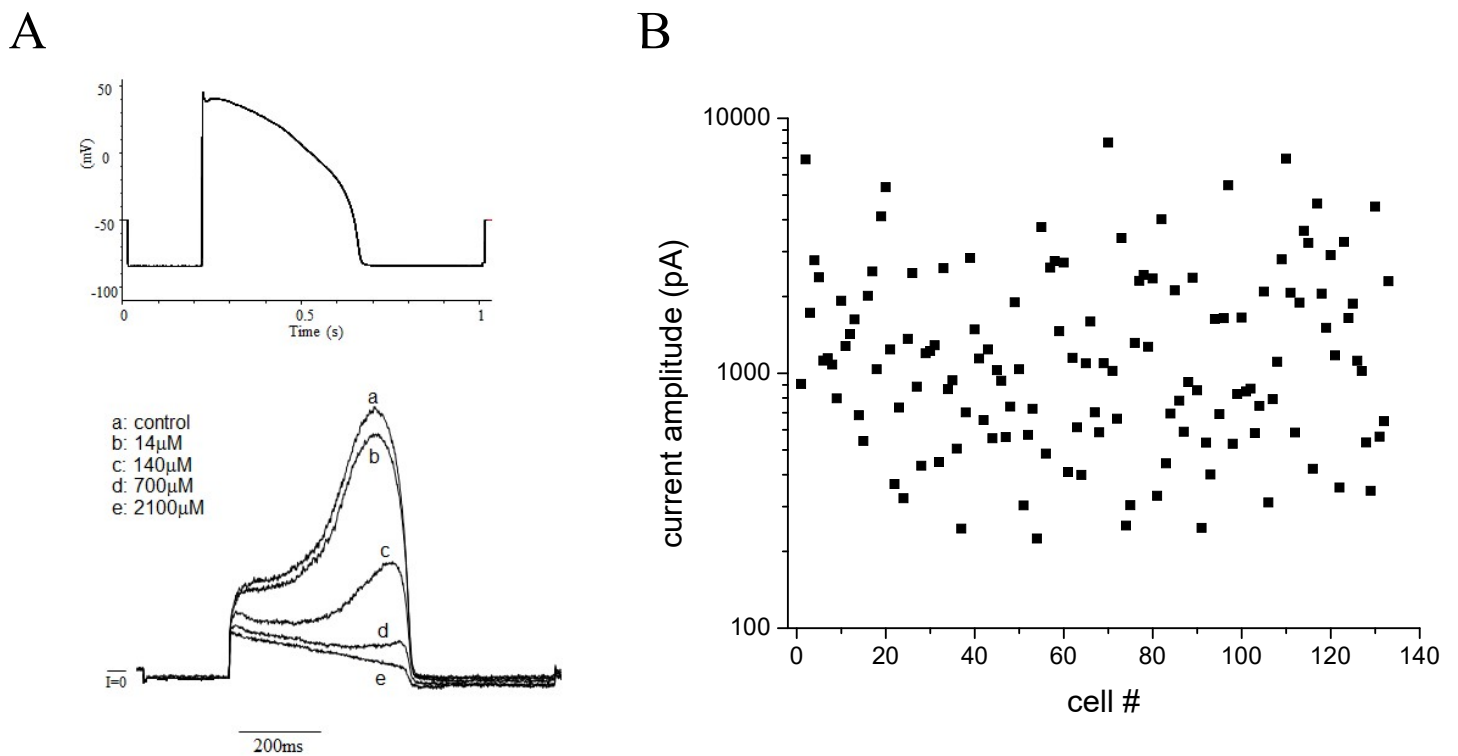 A
50
0
-50
-100
(mV)
0
0.5
1
Time (s)
a: control
b: 14μM
c: 140μM
d: 700μM
e: 2100μM
a
b
c
d
e
I=0
200ms
B
10000
1000
100
current amplitude (pA)
0 20 40 60 80 100 120 140
cell #